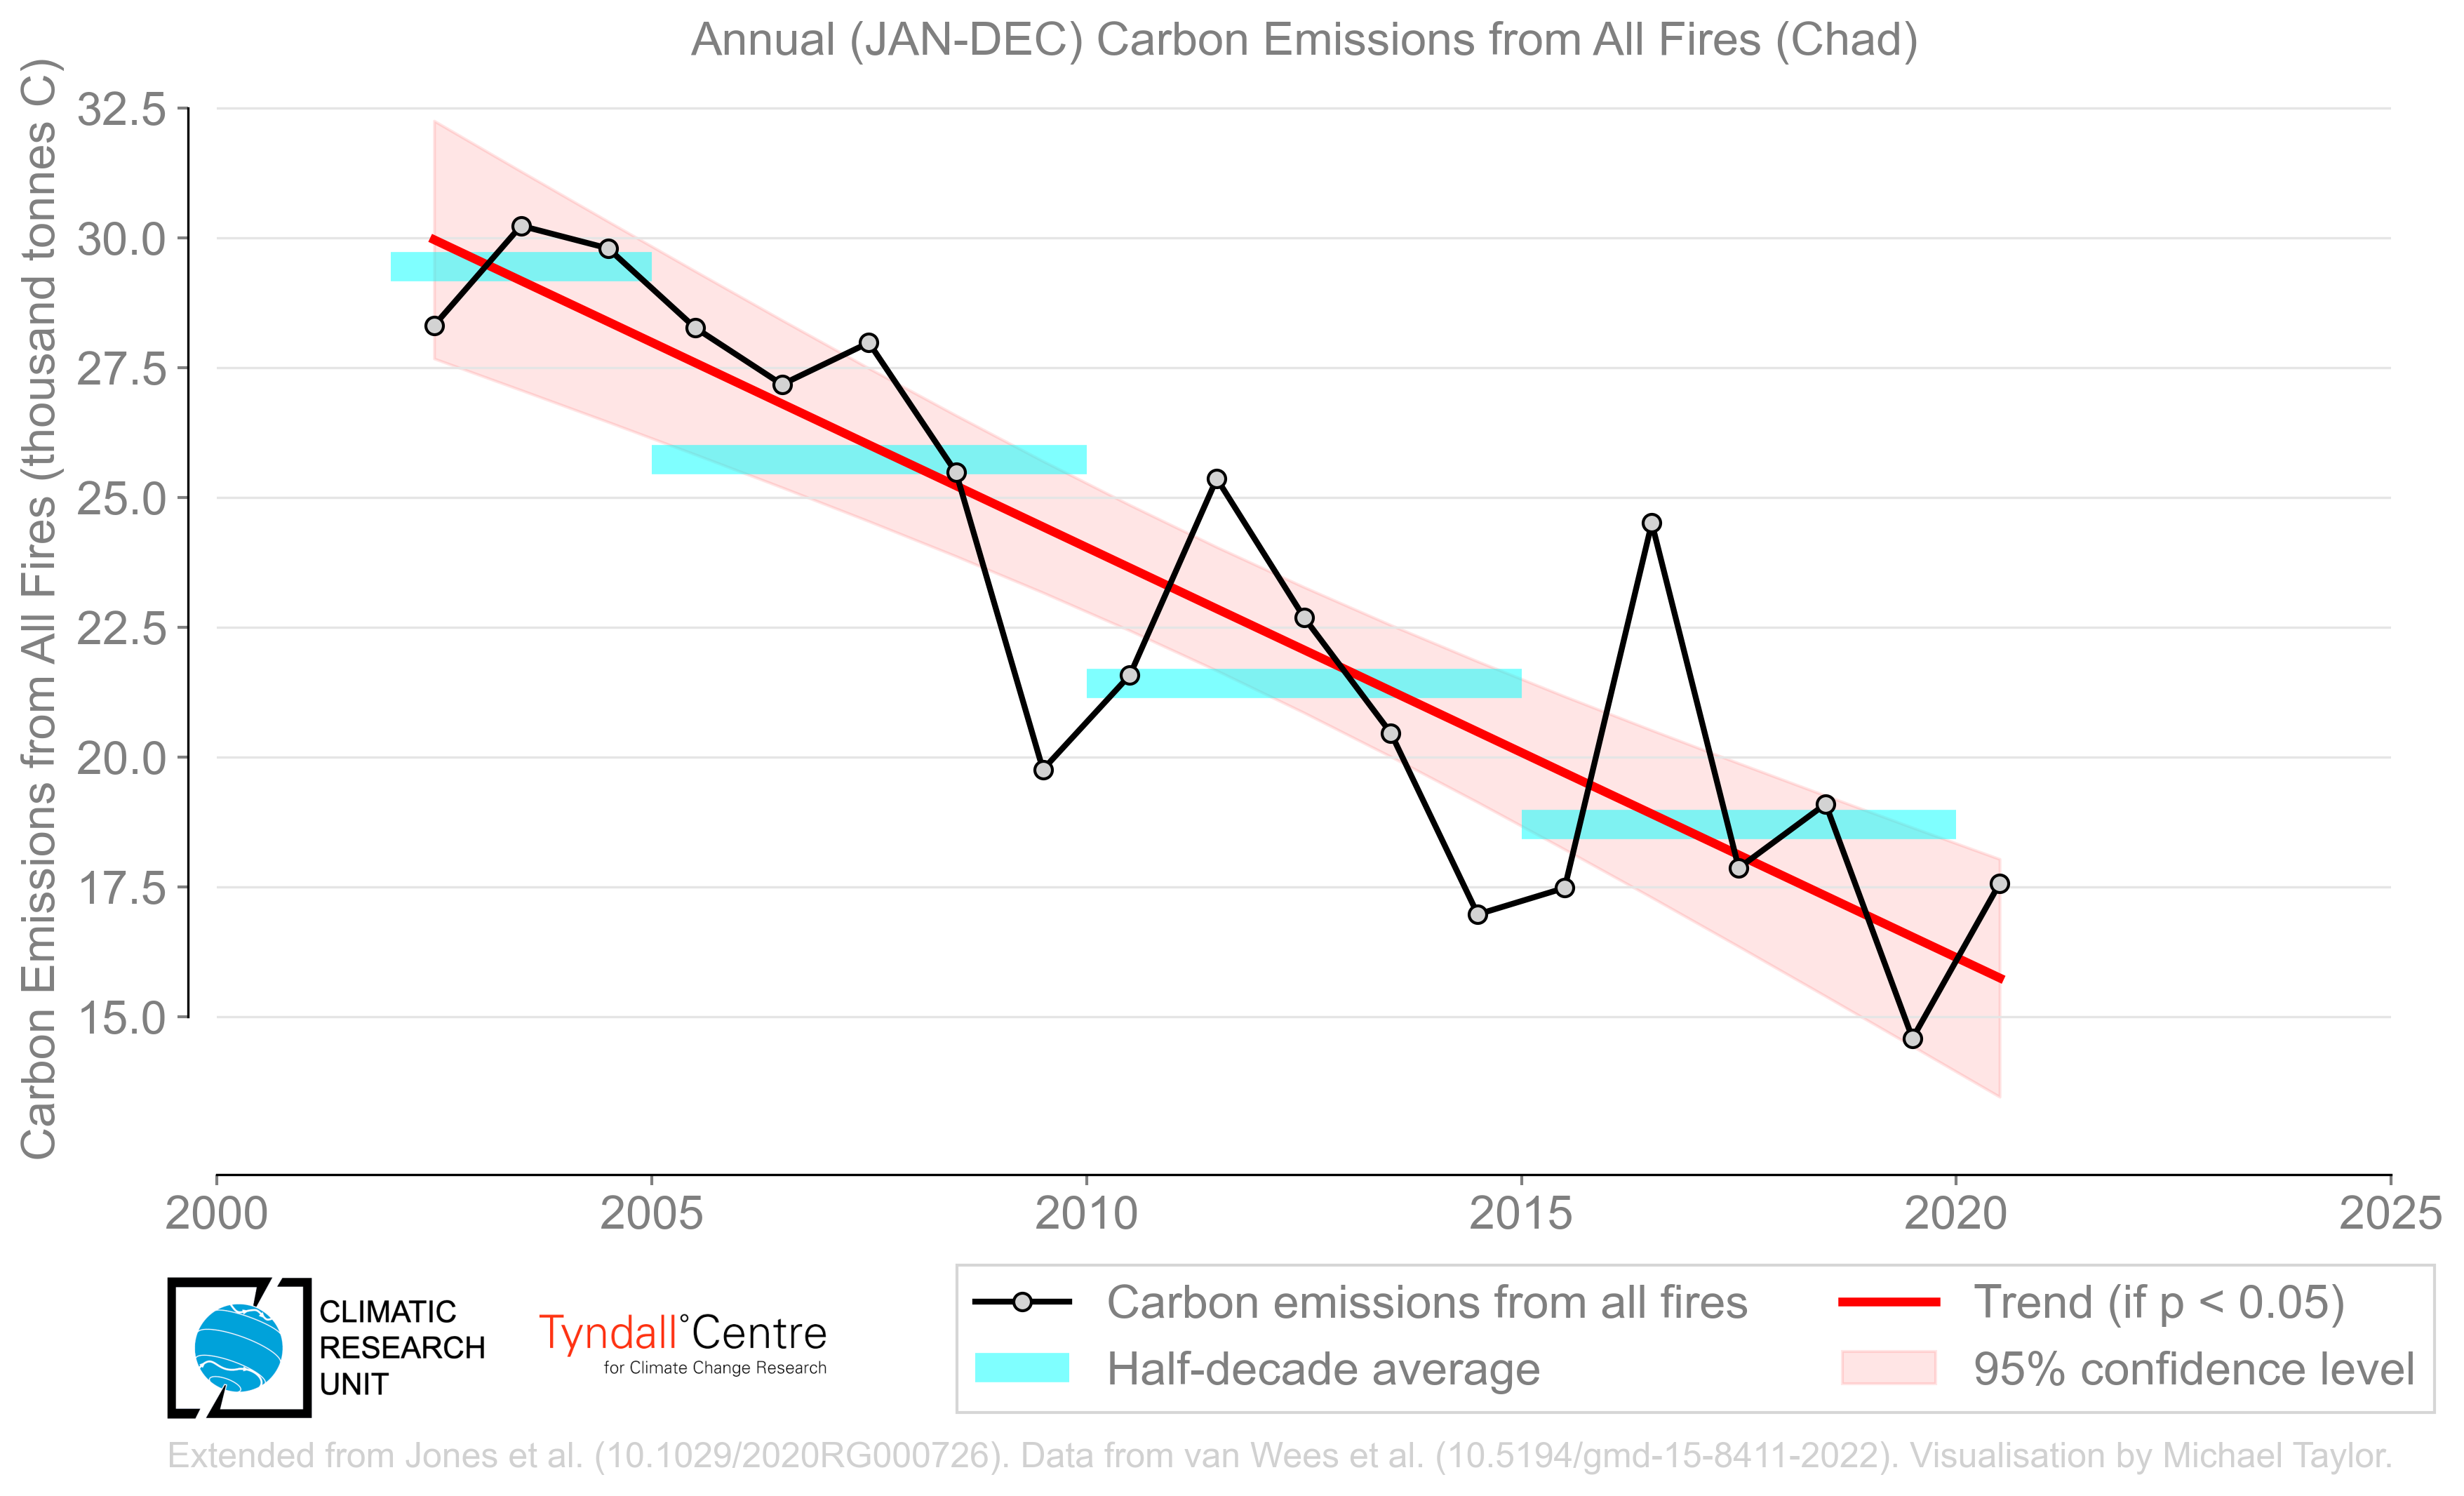 Annual (JAN-DEC) Carbon Emissions from All Fires (Chad)
Carbon Emissions from All Fires (thousand tonnes C)
32.5
30.0
27.5
25.0
22.5
20.0
17.5
15.0
2000 2005 2010 2015 2020 2025
CLIMATIC
RESEARCH
UNIT
Tyndall°Centre
for Climate Change Research
Carbon emissions from all fires
Half-decade average
Trend (if p < 0.05)
95% confidence level
Extended from Jones et al. (10.1029/2020RG000726). Data from van Wees et al. (10.5194/gmd-15-8411-2022). Visualisation by Michael Taylor.